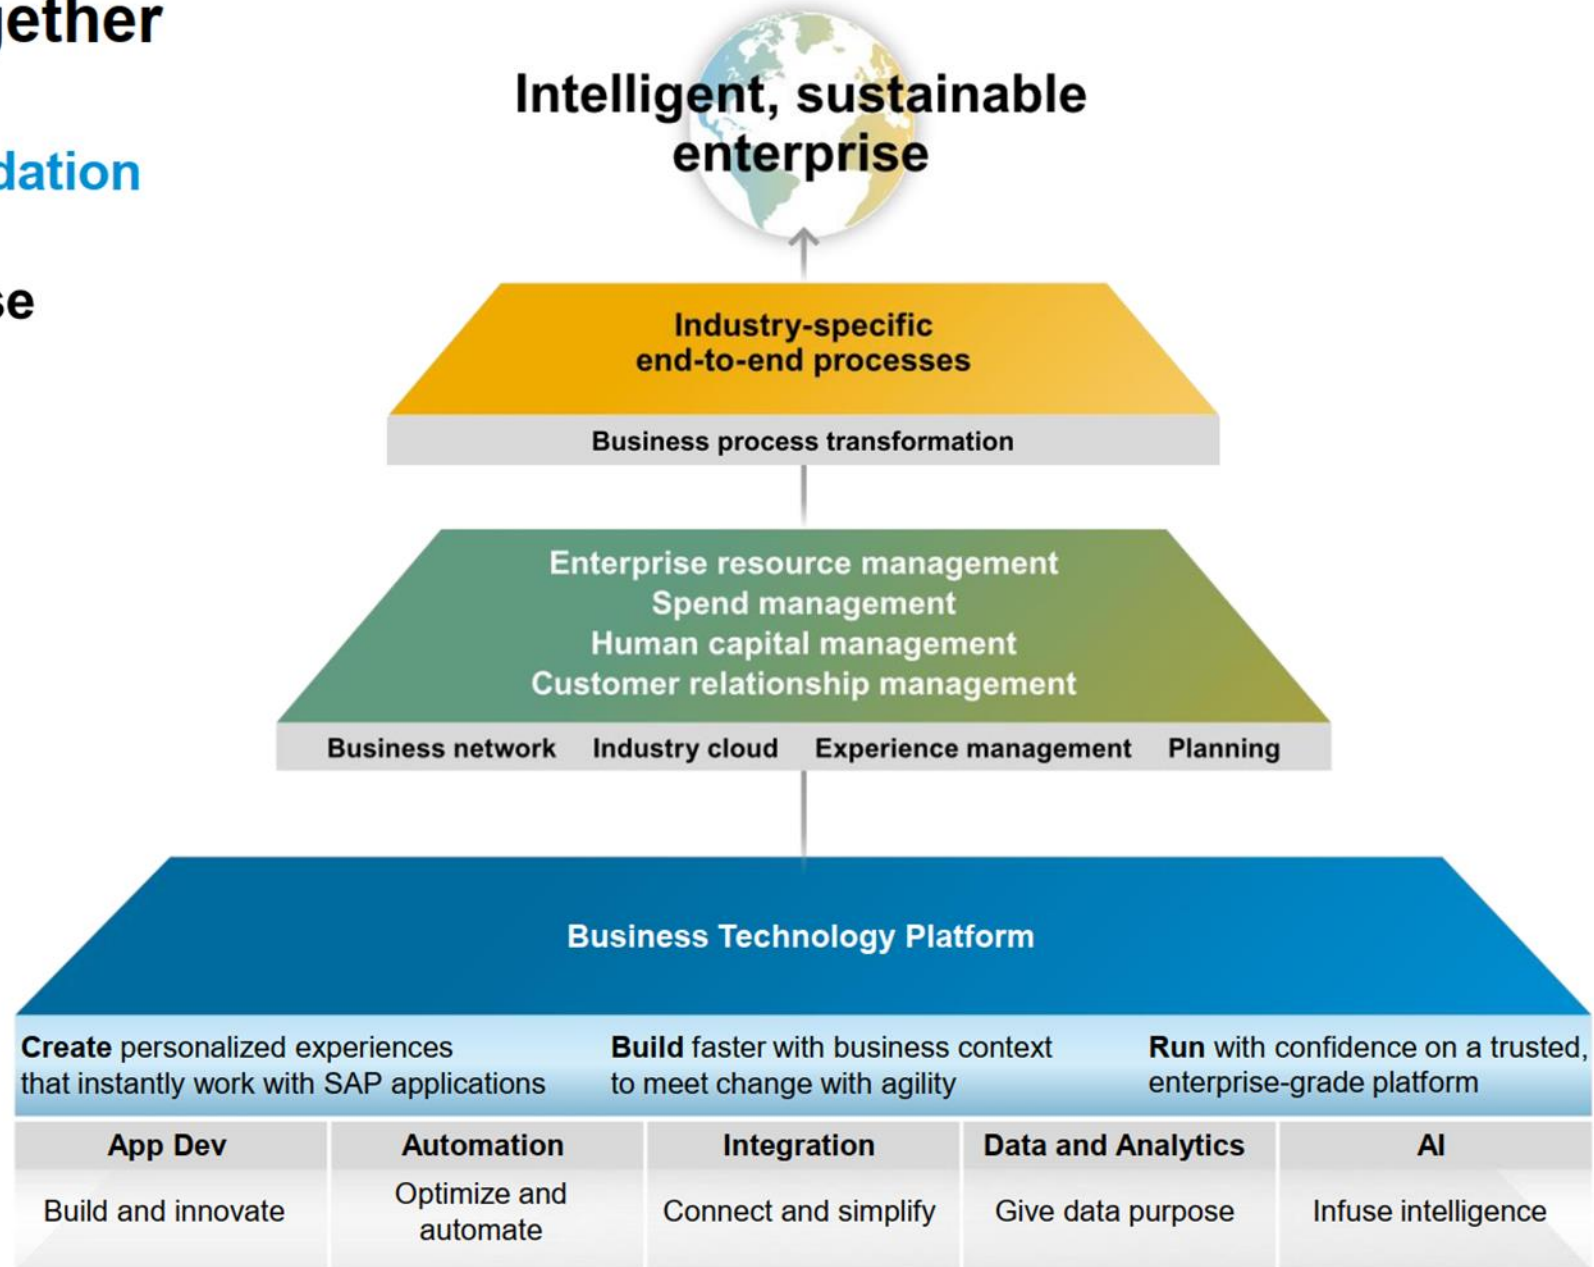 gether
dation
se
Intelligent, sustainable
enterprise
Industry-specific
end-to-end processes
Business process transformation
Enterprise resource management
Spend management
Human capital management
Customer relationship management
Business network Industry cloud Experience management Planning
Business Technology Platform
Create personalized experiences
that instantly work with SAP applications
Build faster with business context
to meet change with agility
Run with confidence on a trusted,
enterprise-grade platform
App Dev
Build and innovate
Automation
Optimize and
automate
Integration
Connect and simplify
Data and Analytics
Give data purpose
AI
Infuse intelligence